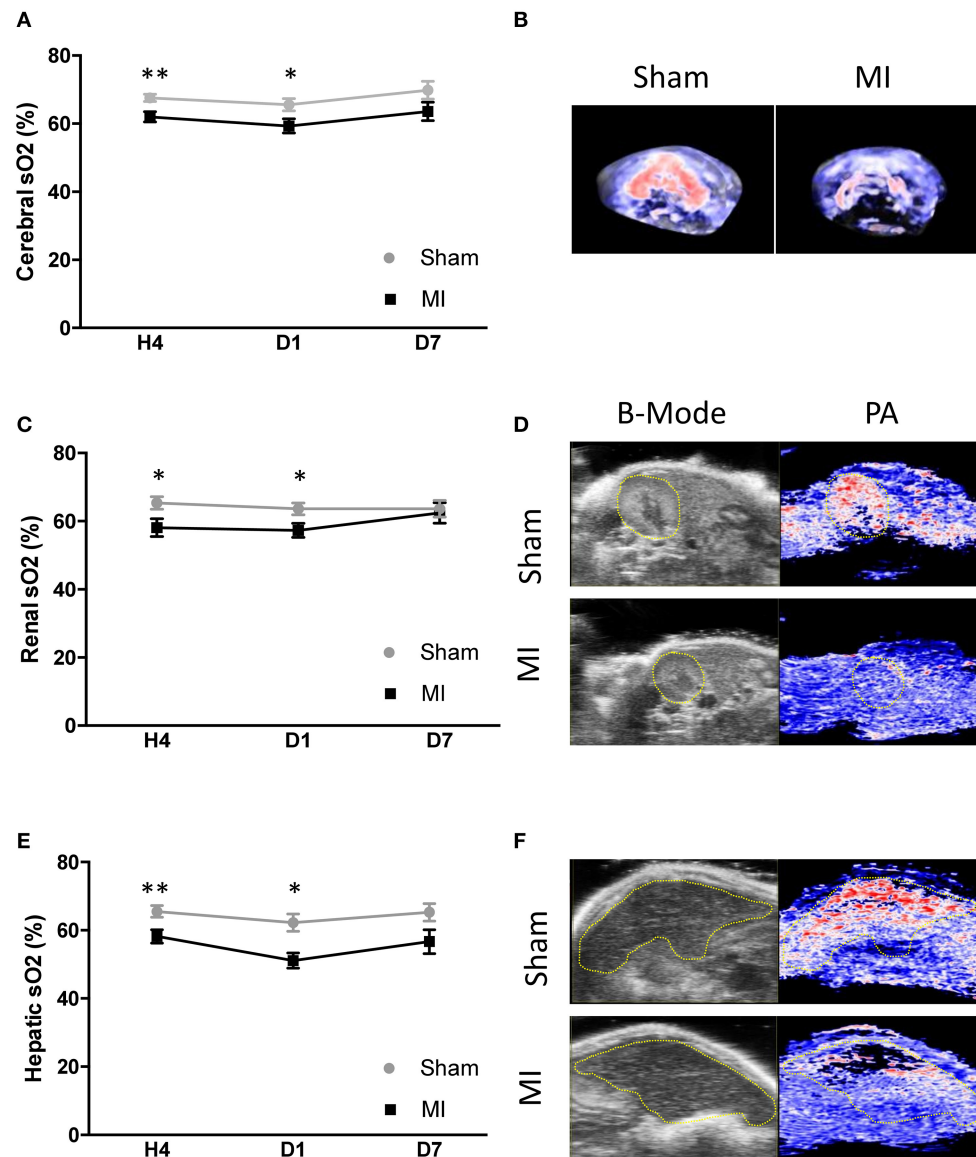 A
80
60
40
20
0
Cerebral sO2 (%)
** *
Sham
MI
H4 D1 D7
B
Sham MI
C
80
60
40
20
0
Renal sO2 (%)
* *
Sham
MI
H4 D1 D7
D
B-Mode PA
Sham
MI
E
80
60
40
20
0
Hepatic sO2 (%)
** *
Sham
MI
H4 D1 D7
F
Sham
MI